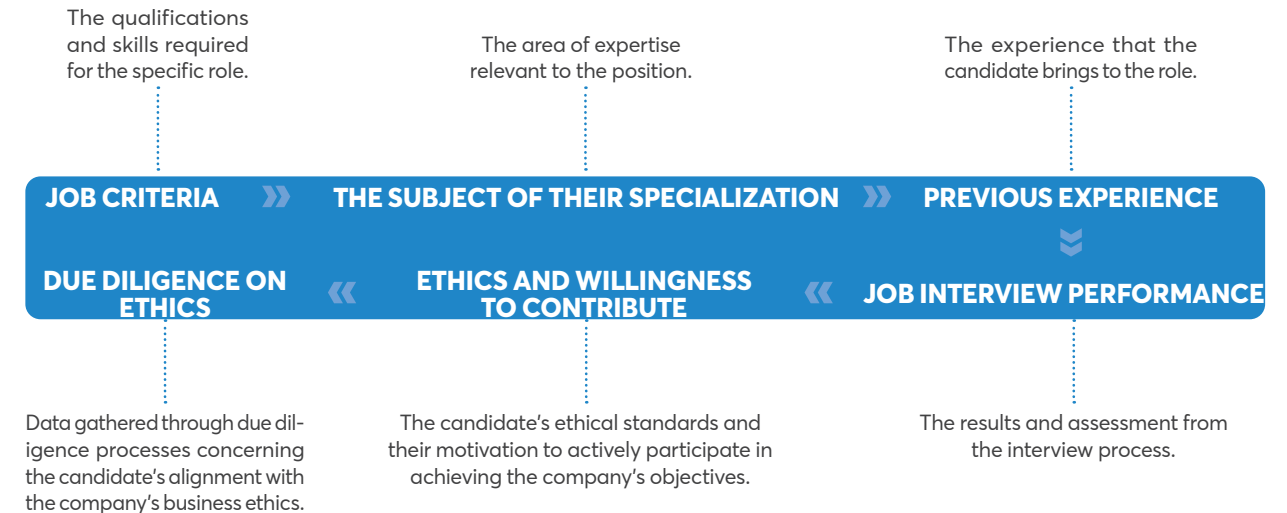 The qualifications
and skills required
for the specific role.
The area of expertise
relevant to the position.
The experience that the
candidate brings to the role.
JOB CRITERIA
THE SUBJECT OF THEIR SPECIALIZATION
PREVIOUS EXPERIENCE
JOB INTERVIEW PERFORMANCE
ETHICS AND WILLINGNESS
TO CONTRIBUTE
DUE DILIGENCE ON
ETHICS
Data gathered through due dil-
igence processes concerning
the candidate's alignment with
the company's business ethics.
The candidate's ethical standards and
their motivation to actively participate in
achieving the company's objectives.
The results and assessment from
the interview process.